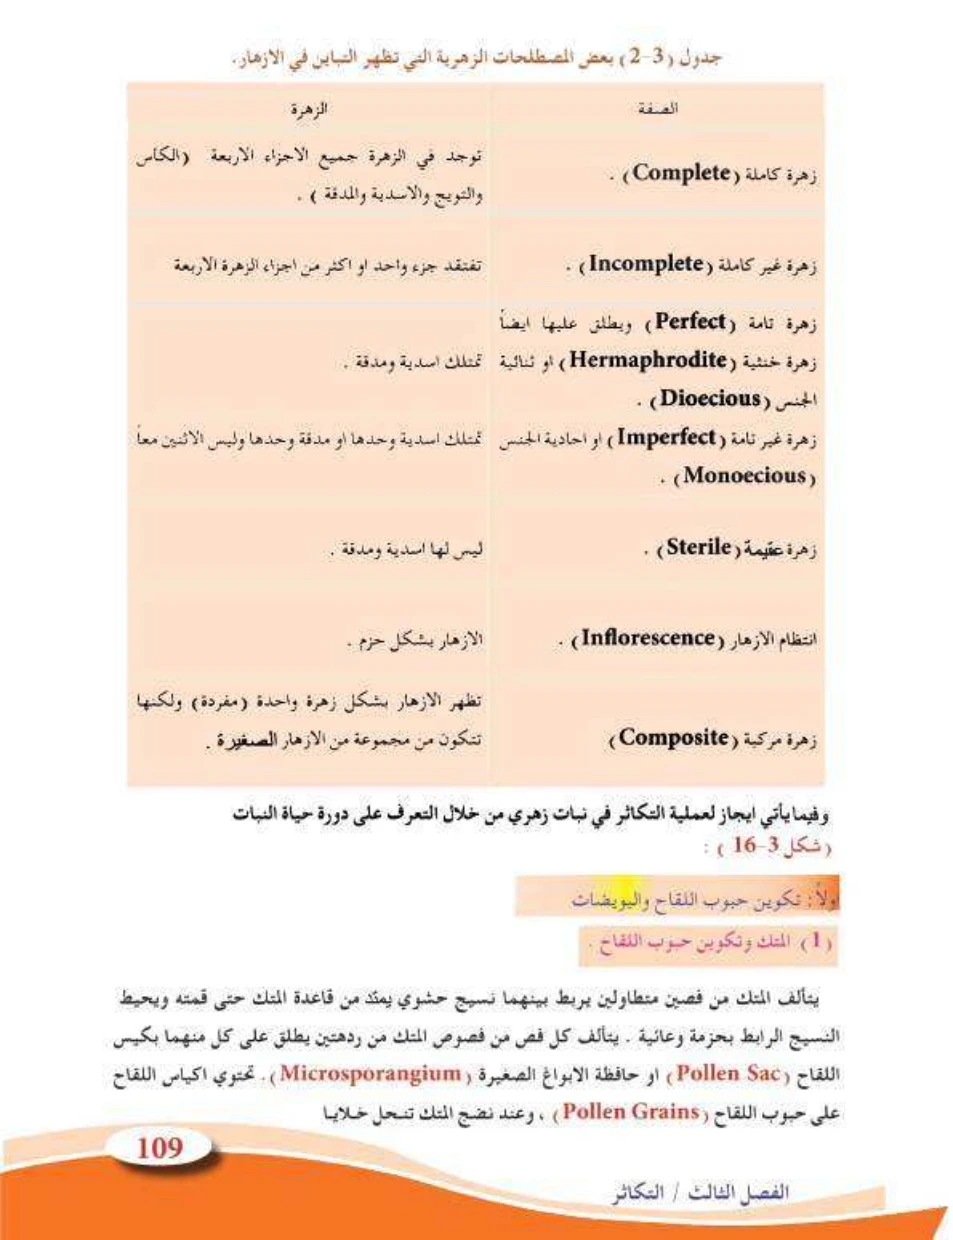 جدول (3-2) بعض المصطلحات الزهرية التي تظهر التباين في الازهار.
الصفة
الزهرة
زهرة كاملة (Complete) .
توجد في الزهرة جميع الاجزاء الاربعة (الكأس
والتويج والاسدية والمدقة ) .
زهرة غير كاملة (Incomplete) .
تفتقد جزء واحد او اكثر من اجزاء الزهرة الاربعة
زهرة تامة (Perfect) ويطلق عليها ايضاً
زهرة خنثية (Hermaphrodite) او ثنائية
الجنس (Dioecious) .
تمتلك اسدية ومدقة .
زهرة غير تامة (Imperfect) او احادية الجنس
(Monoecious) .
تمتلك اسدية وحدها او مدقة وحدها وليس الاثنين معاً
زهرة عقيمة (Sterile) .
ليس لها اسدية ومدقة .
انتظام الازهار (Inflorescence) .
الازهار بشكل حزم .
زهرة مركبة (Composite)
تظهر الازهار بشكل زهرة واحدة (مفردة) ولكنها
تتكون من مجموعة من الازهار الصغيرة .
وفيما يأتي ايجاز لعملية التكاثر في نبات زهري من خلال التعرف على دورة حياة النبات
(شكل 3-16 ) :
اولاً : تكوين حبوب اللقاح والبويضات
(1) المتك وتكوين حبوب اللقاح .
يتألف المتك من فصين متطاولين يربط بينهما نسيج حشوي يمتد من قاعدة المتك حتى قمته ويحيط
النسيج الرابط بحزمة وعائية . يتألف كل فص من فصوص المتك من ردهتين يطلق على كل منهما بكيس
اللقاح (Pollen Sac) او حافظة الابواغ الصغيرة (Microsporangium). تحتوي اكياس اللقاح
على حبوب اللقاح (Pollen Grains) ، وعند نضج المتك تنحل خلايا
109
الفصل الثالث / التكاثر